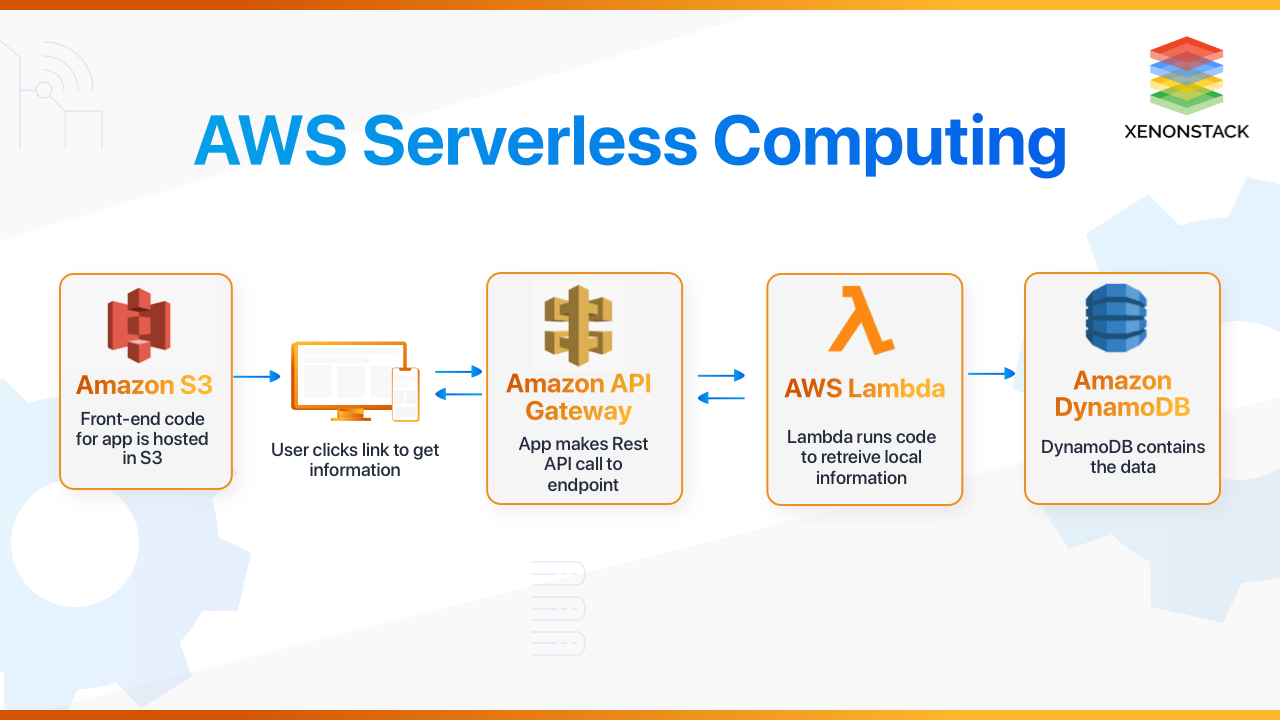 XENONSTACK
AWS Serverless Computing
Amazon S3
Front-end code
for app is hosted
in S3
User clicks link to get
information
Amazon API
Gateway
App makes Rest
API call to
endpoint
AWS Lambda
Lambda runs code
to retreive local
information
Amazon
DynamoDB
DynamoDB contains
the data